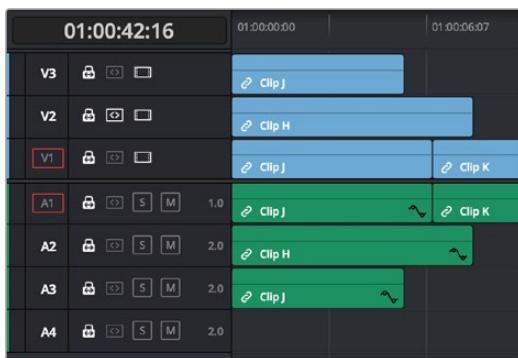 01:00:42:16 01:00:00:00 01:00:06:07
V3 Clip J
V2 Clip H
V1 Clip J Clip K
A1 S M 1.0 Clip J Clip K
A2 S M 2.0 Clip H
A3 S M 2.0 Clip J
A4 S M 2.0